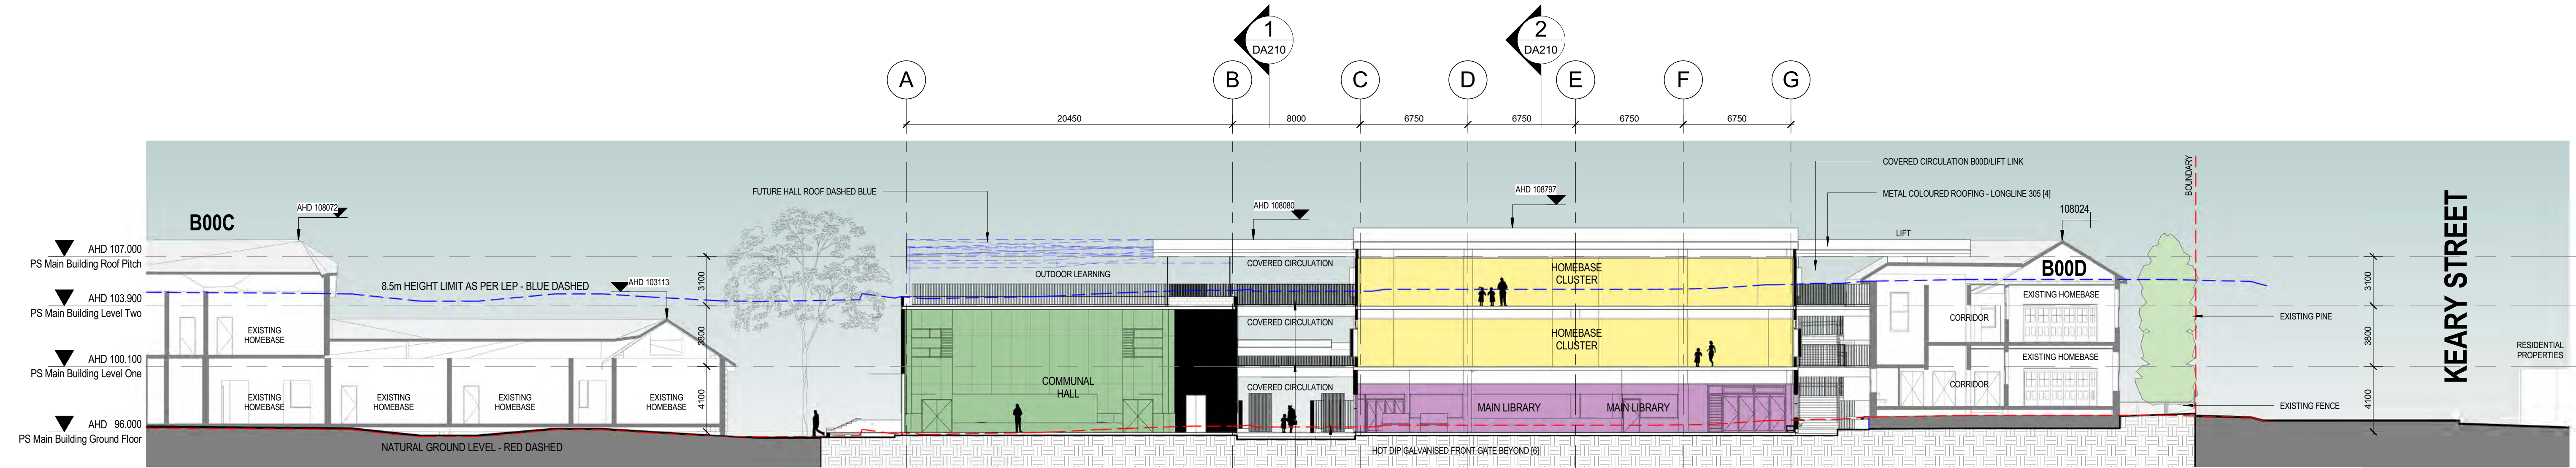 1
DA210
2
DA210
A
B
C
D
E
F
G
20450
8000
6750
6750
6750
6750
COVERED CIRCULATION B00D/LIFT LINK
METAL COLOURED ROOFING - LONGLINE 305 [4]
BOUNDARY
KEARY STREET
FUTURE HALL ROOF DASHED BLUE
AHD 108797
AHD 108072
AHD 108080
108024
B00C
LIFT
AHD 107.000
PS Main Building Roof Pitch
COVERED CIRCULATION
HOMEBASE
CLUSTER
B00D
OUTDOOR LEARNING
3100
3100
8.5m HEIGHT LIMIT AS PER LEP - BLUE DASHED
AHD 103113
AHD 103.900
PS Main Building Level Two
EXISTING HOMEBASE
CORRIDOR
EXISTING PINE
COVERED CIRCULATION
EXISTING
HOMEBASE
HOMEBASE
CLUSTER
3800
3800
RESIDENTIAL
PROPERTIES
AHD 100.100
PS Main Building Level One
EXISTING HOMEBASE
COMMUNAL
HALL
COVERED CIRCULATION
CORRIDOR
EXISTING
HOMEBASE
EXISTING
HOMEBASE
EXISTING
HOMEBASE
EXISTING
HOMEBASE
4100
4100
MAIN LIBRARY
MAIN LIBRARY
EXISTING FENCE
AHD 96.000
PS Main Building Ground Floor
NATURAL GROUND LEVEL - RED DASHED
HOT DIP GALVANISED FRONT GATE BEYOND [6]